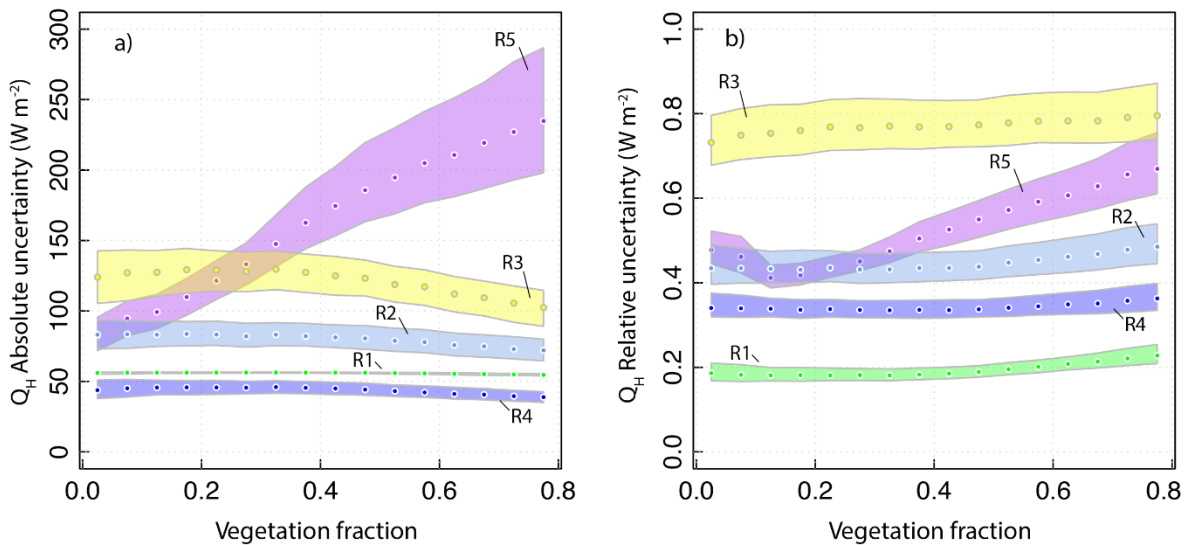 a)
Q_H Absolute uncertainty (W m⁻²)
300
250
200
150
100
50
0
R5
R3
R2
R1
R4
0.0 0.2 0.4 0.6 0.8
Vegetation fraction
b)
Q_H Relative uncertainty (W m⁻²)
1.0
0.8
0.6
0.4
0.2
0.0
R3
R5
R2
R4
R1
0.0 0.2 0.4 0.6 0.8
Vegetation fraction